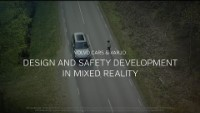 VOLVO CARS & VARJO
DESIGN AND SAFETY DEVELOPMENT
IN MIXED REALITY